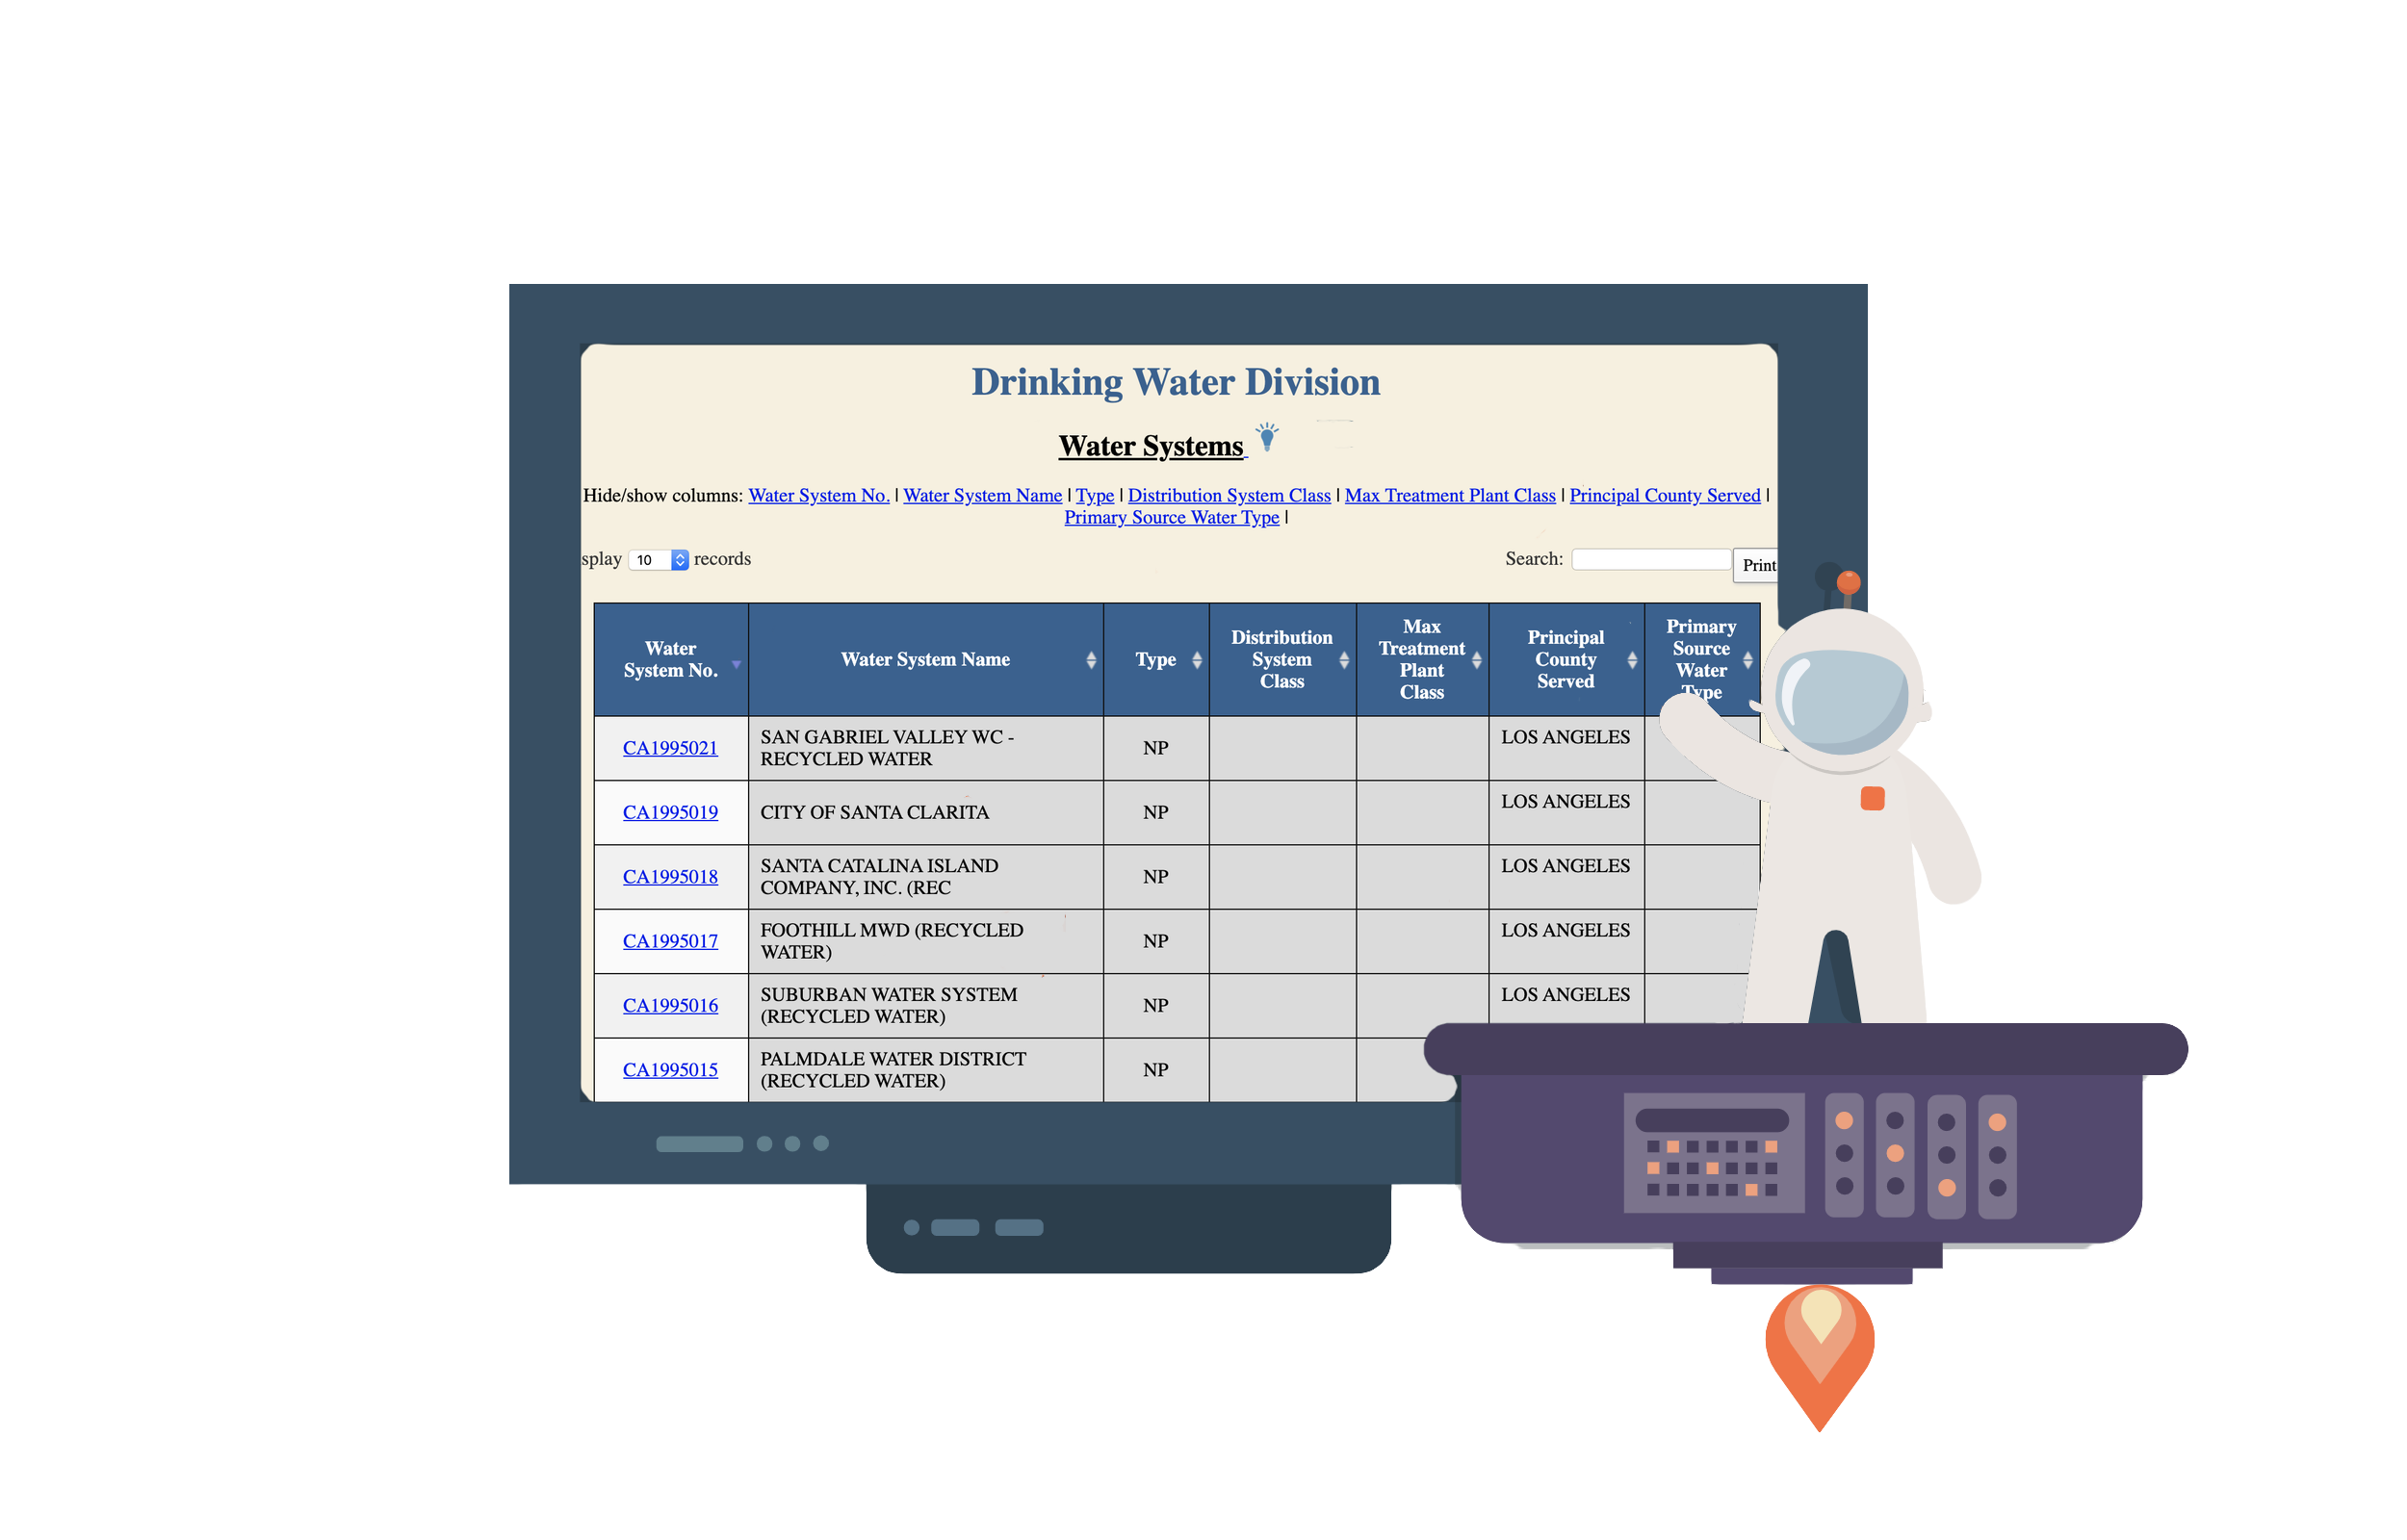 Drinking Water Division
Water Systems
Hide/show columns: Water System No. | Water System Name | Type | Distribution System Class | Max Treatment Plant Class | Principal County Served |
Primary Source Water Type |
splay 10 records Search: Print
Water
System No.
Water System Name
Type
Distribution
System
Class
Max
Treatment
Plant
Class
Principal
County
Served
Primary
Source
Water
Type
CA1995021
SAN GABRIEL VALLEY WC -
RECYCLED WATER
NP
LOS ANGELES
CA1995019
CITY OF SANTA CLARITA
NP
LOS ANGELES
CA1995018
SANTA CATALINA ISLAND
COMPANY, INC. (REC
NP
LOS ANGELES
CA1995017
FOOTHILL MWD (RECYCLED
WATER)
NP
LOS ANGELES
CA1995016
SUBURBAN WATER SYSTEM
(RECYCLED WATER)
NP
LOS ANGELES
CA1995015
PALMDALE WATER DISTRICT
(RECYCLED WATER)
NP